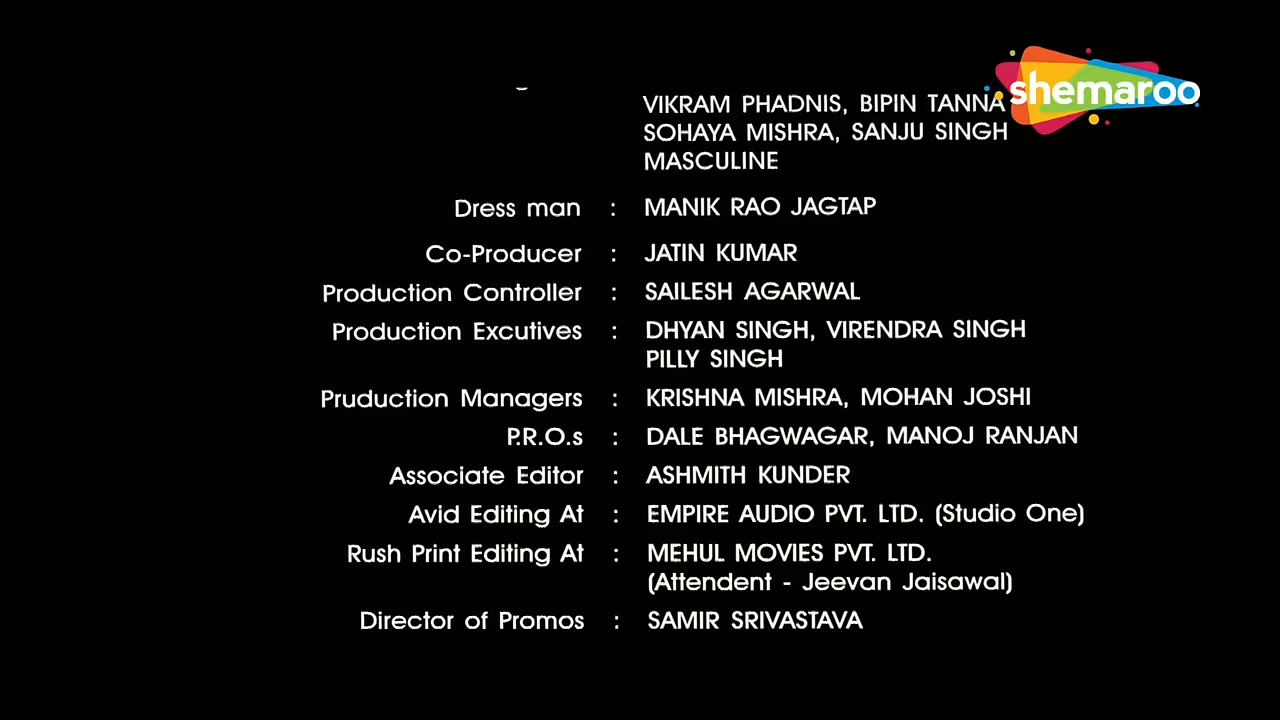 shemaroo
VIKRAM PHADNIS, BIPIN TANNA
SOHAYA MISHRA, SANJU SINGH
MASCULINE
Dress man : MANIK RAO JAGTAP
Co-Producer : JATIN KUMAR
Production Controller : SAILESH AGARWAL
Production Excutives : DHYAN SINGH, VIRENDRA SINGH
PILLY SINGH
Pruduction Managers : KRISHNA MISHRA, MOHAN JOSHI
P.R.O.s : DALE BHAGWAGAR, MANOJ RANJAN
Associate Editor : ASHMITH KUNDER
Avid Editing At : EMPIRE AUDIO PVT. LTD. (Studio One)
Rush Print Editing At : MEHUL MOVIES PVT. LTD.
(Attendent - Jeevan Jaisawal)
Director of Promos : SAMIR SRIVASTAVA